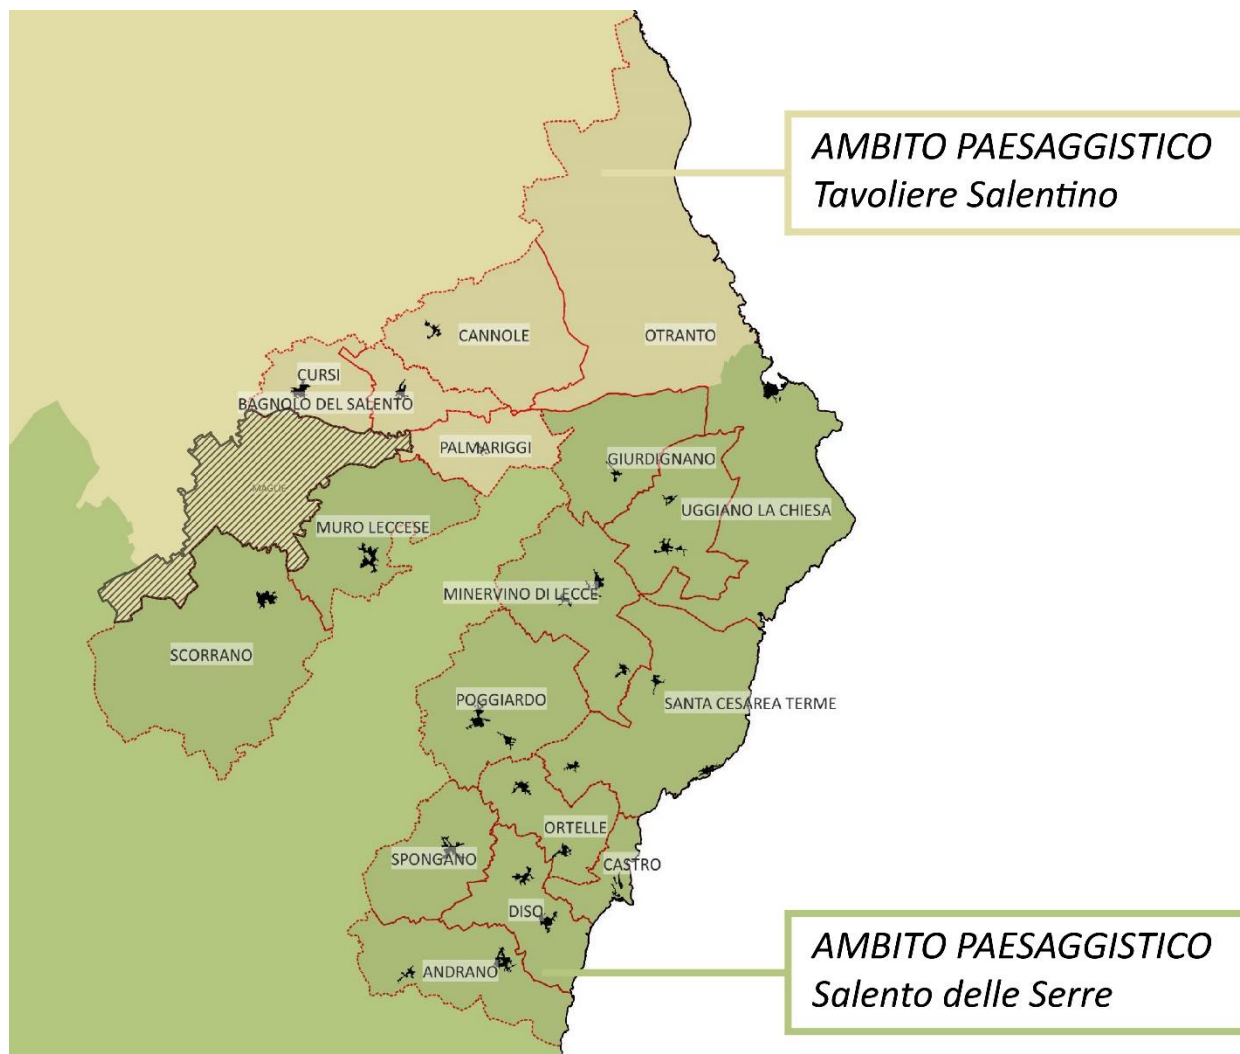 AMBITO PAESAGGISTICO
Tavoliere Salentino
CANNOLE
OTRANTO
CURSI
BAGNOLO DEL SALENTO
PALMARIGGI
GIURDIGNANO
MAGLIE
UGGIANO LA CHIESA
MURO LECCESE
MINERVINO DI LECCE
SCORRANO
POGGIARDO
SANTA CESAREA TERME
ORTELLE
SPONGANO
CASTRO
DISO
AMBITO PAESAGGISTICO
Salento delle Serre
ANDRANO